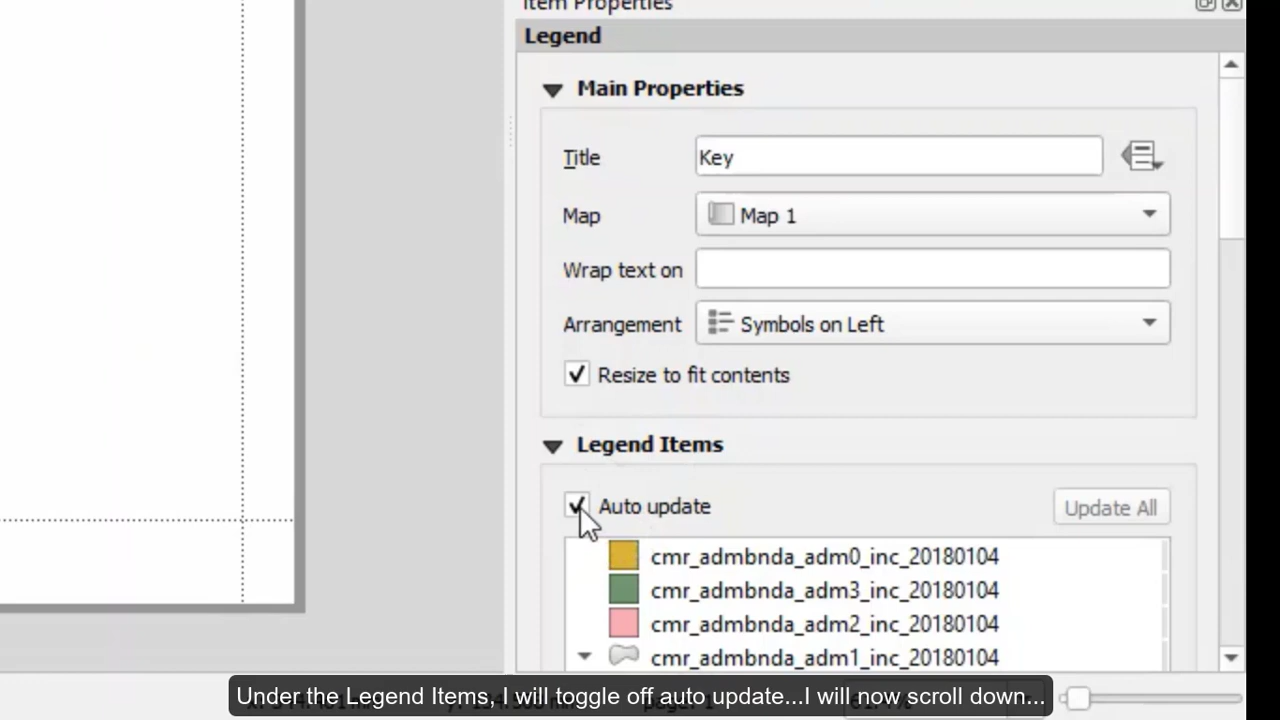 Item Properties
Legend
Main Properties
Title Key
Map Map 1
Wrap text on
Arrangement Symbols on Left
Resize to fit contents
Legend Items
Auto update Update All
cmr_admbnda_adm0_inc_20180104
cmr_admbnda_adm3_inc_20180104
cmr_admbnda_adm2_inc_20180104
cmr_admbnda_adm1_inc_20180104
Under the Legend Items, I will toggle off auto update...I will now scroll down...